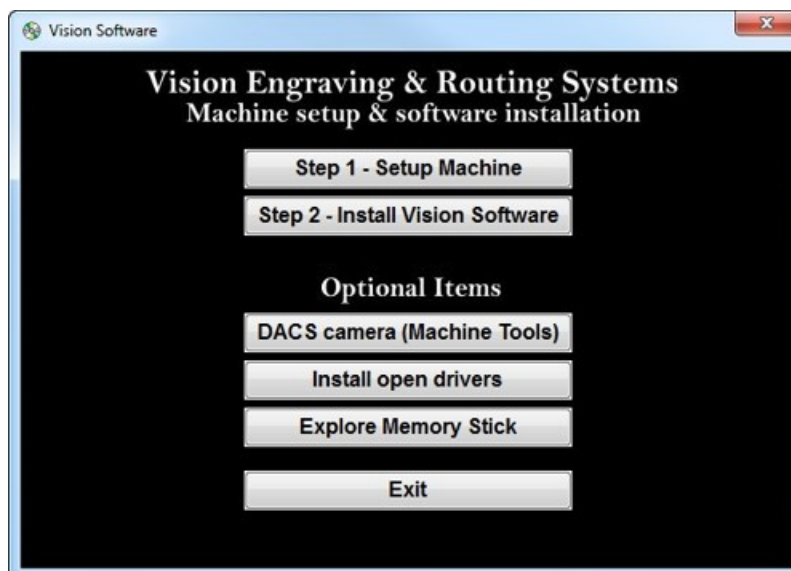 Vision Software
Vision Engraving & Routing Systems
Machine setup & software installation
Step 1 - Setup Machine
Step 2 - Install Vision Software
Optional Items
DACS camera (Machine Tools)
Install open drivers
Explore Memory Stick
Exit